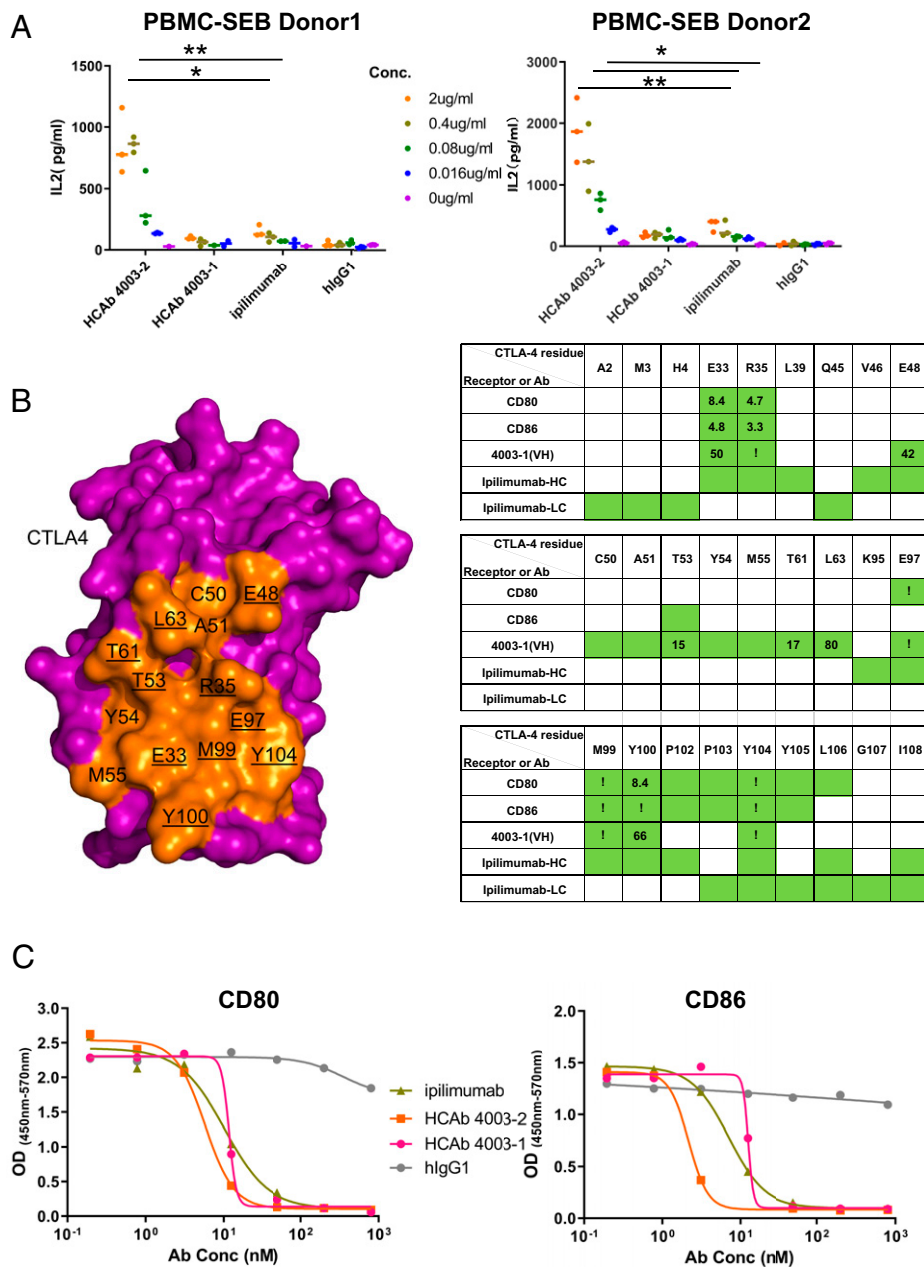 A
PBMC-SEB Donor1
PBMC-SEB Donor2
**
*
*
**
Conc.
2ug/ml
0.4ug/ml
0.08ug/ml
0.016ug/ml
0ug/ml
IL2( pg/ml)
1500
1000
500
0
HCAb 4003-2
HCAb 4003-1
ipilimumab
hIgG1
IL2( pg/ml)
3000
2000
1000
0
HCAb 4003-2
HCAb 4003-1
ipilimumab
hIgG1
B
CTLA4
C50
E48
L63
A51
T61
T53
R35
Y54
E97
E33
M99
Y104
M55
Y100
CTLA-4 residue A2 M3 H4 E33 R35 L39 Q45 V46 E48
Receptor or Ab
CD80 8.4 4.7
CD86 4.8 3.3
4003-1(VH) 50 ! 42
Ipilimumab-HC
Ipilimumab-LC
CTLA-4 residue C50 A51 T53 Y54 M55 T61 L63 K95 E97
Receptor or Ab
CD80 !
CD86
4003-1(VH) 15 17 80 !
Ipilimumab-HC
Ipilimumab-LC
CTLA-4 residue M99 Y100 P102 P103 Y104 Y105 L106 G107 I108
Receptor or Ab
CD80 ! 8.4 !
CD86 ! ! !
4003-1(VH) ! 66 !
Ipilimumab-HC
Ipilimumab-LC
C
CD80
OD (450nm-570nm)
3.0
2.5
2.0
1.5
1.0
0.5
0.0
10-1 100 101 102 103
Ab Conc (nM)
ipilimumab
HCAb 4003-2
HCAb 4003-1
hIgG1
CD86
OD (450nm-570nm)
2.0
1.5
1.0
0.5
0.0
10-1 100 101 102 103
Ab Conc (nM)